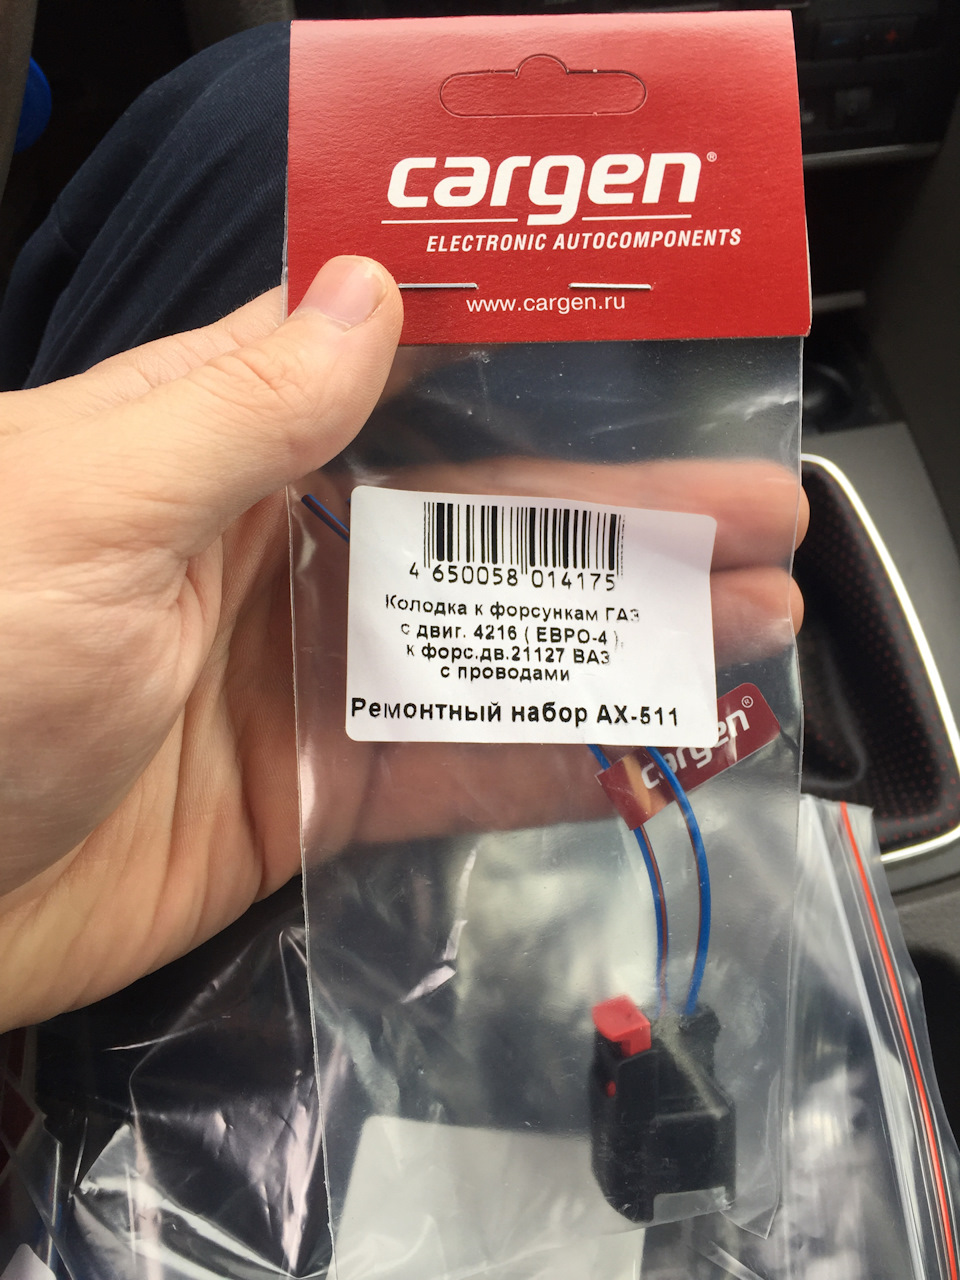 cargen®
ELECTRONIC AUTOCOMPONENTS
www.cargen.ru
4 650058 014175
Колодка к форсункам ГАЗ
с двиг. 4216 ( ЕВРО-4 ),
к форс.дв.21127 ВАЗ
с проводами
Ремонтный набор АХ-511
cargen®